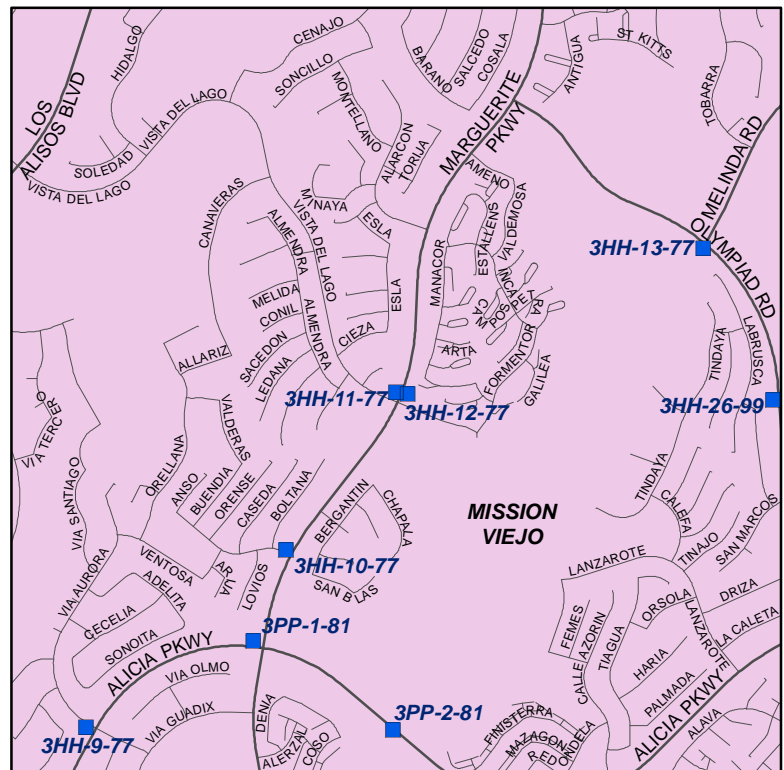 CENAJO
ST KITTS
HIDALGO
SONCILLO
BARANO
SALCEDO
COSALA
ANTIGUA
LOS
ALISOS BLVD
MONTELLANO
TOBARRA
VISTA DEL LAGO
ALARCON
TORIJA
MARGUERITE
PKWY
SOLEDAD
VISTA DEL LAGO
AMENO
MELINDA RD
MINAYA
ESLA
ESTALLENS
VALDEMOSA
OLYMPIAD RD
CANAVERAS
ALMENDRA
VISTA DEL LAGO
3HH-13-77
MANACOR
INCA
PETRA
CAMPOS
MELIDA
CONIL
ALMENDRA
ESLA
LABRUSCA
CIEZA
TINDAYA
ALLARIZ
SACEDON
LEDANA
ARTA
FORMENTOR
GALILEA
3HH-11-77
3HH-12-77
3HH-26-99
VIA TERCERO
VALDERAS
ORELLANA
ANSO
BUENDIA
ORENSE
CASEDA
BOLTANA
VIA SANTIAGO
BERGANTIN
CHAPALA
MISSION
VIEJO
TINDAYA
CALEFA
SAN MARCOS
VENTOSA
3HH-10-77
LANZAROTE
TINAJO
VIA AURORA
ADELITA
LOVIOS
SAN BLAS
CECELIA
FEMES
CALLE AZORIN
TIAGUA
ORSOLA
LANZAROTE
DRIZA
SONOITA
3PP-1-81
LA CALETA
ALICIA PKWY
VIA OLMO
HARIA
VIA GUADIX
DENIA
PALMADA
3PP-2-81
FINISTERRA
ALICIA PKWY
3HH-9-77
ALERZAL
COSO
MAZAGON
REDONDELA
ALAVA